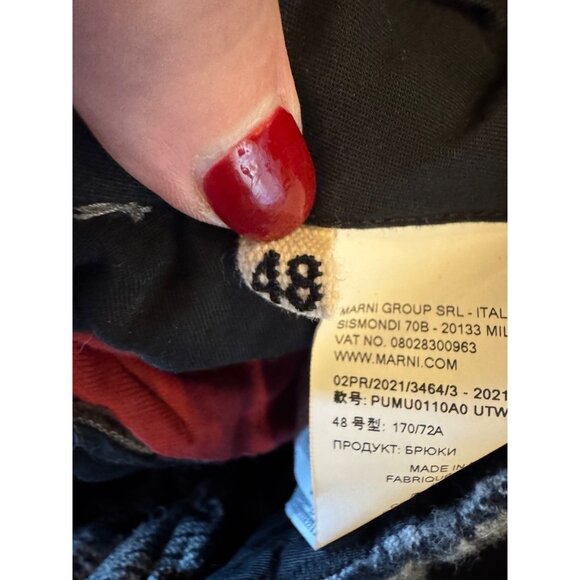 48
MARNI GROUP SRL - ITAL
SISMONDI 70B - 20133 MIL
VAT NO. 08028300963
WWW.MARNI.COM
02PR/2021/3464/3 - 2021
款号: PUMU0110A0 UTW
48 号型: 170/72A
ПРОДУКТ: БРЮКИ
MADE IN
FABRIQUÉ